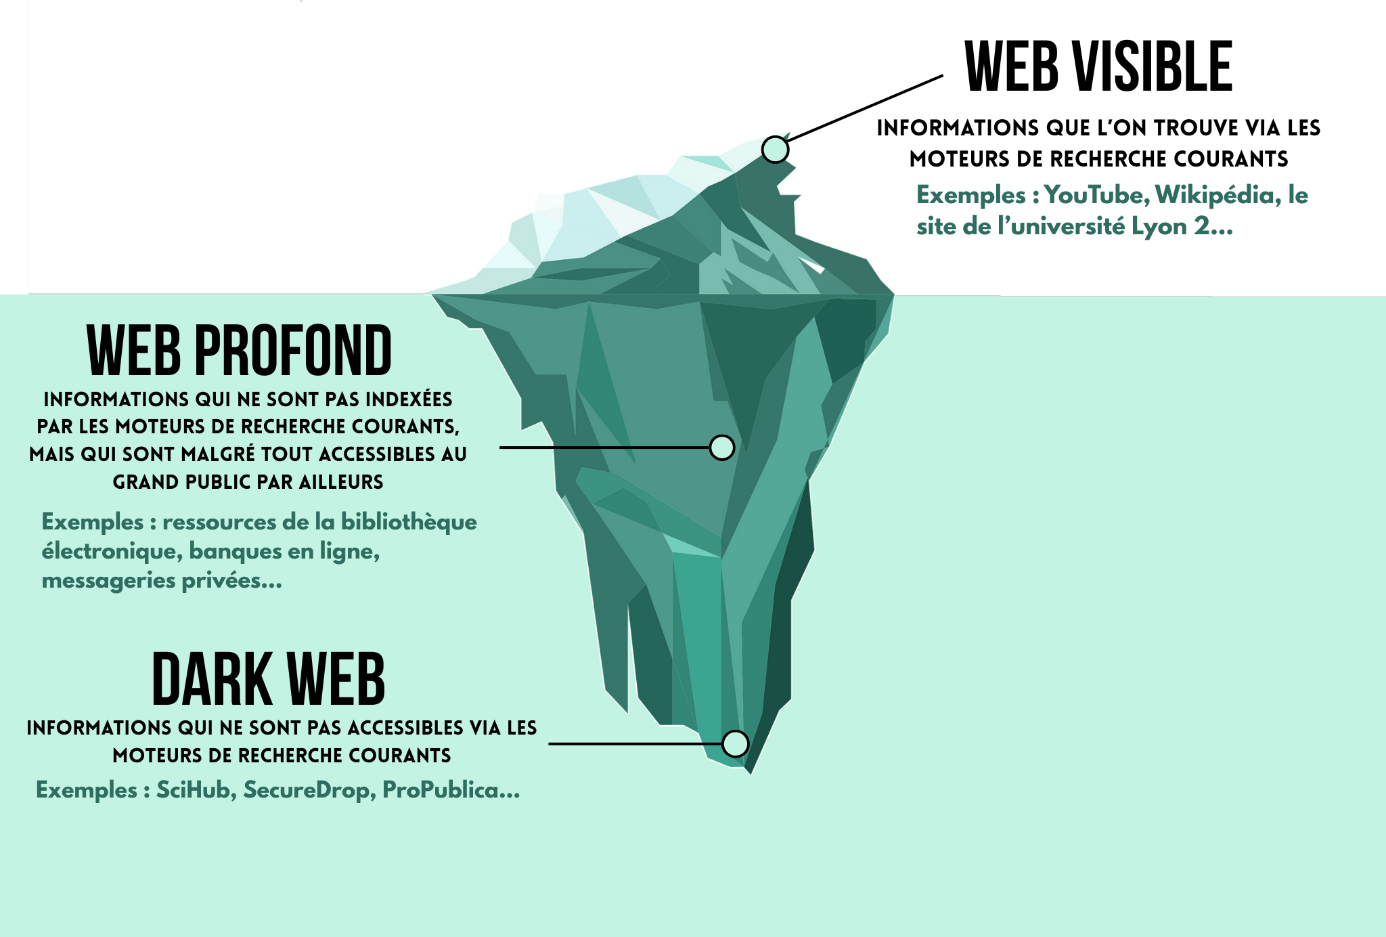 WEB VISIBLE
INFORMATIONS QUE L'ON TROUVE VIA LES
MOTEURS DE RECHERCHE COURANTS
Exemples : YouTube, Wikipédia, le
site de l'université Lyon 2...
WEB PROFOND
INFORMATIONS QUI NE SONT PAS INDEXÉES
PAR LES MOTEURS DE RECHERCHE COURANTS,
MAIS QUI SONT MALGRÉ TOUT ACCESSIBLES AU
GRAND PUBLIC PAR AILLEURS
Exemples : ressources de la bibliothèque
électronique, banques en ligne,
messageries privées...
DARK WEB
INFORMATIONS QUI NE SONT PAS ACCESSIBLES VIA LES
MOTEURS DE RECHERCHE COURANTS
Exemples : SciHub, SecureDrop, ProPublica...